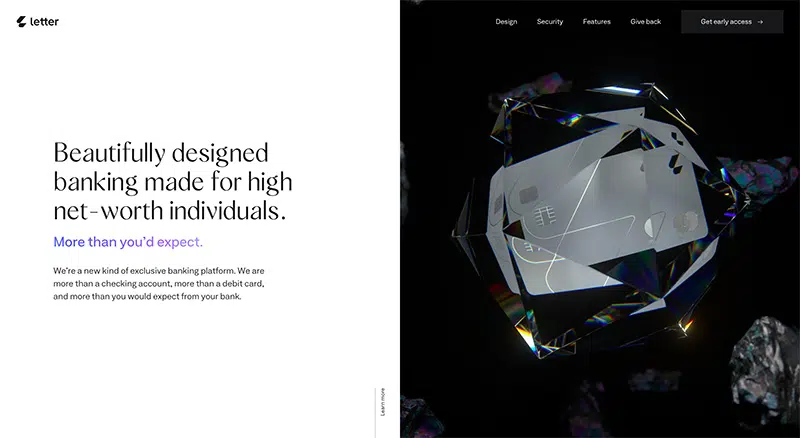 letter
Design
Security
Features
Give back
Get early access →
Beautifully designed
banking made for high
net-worth individuals.
More than you'd expect.
We're a new kind of exclusive banking platform. We are
more than a checking account, more than a debit card,
and more than you would expect from your bank.
Learn more